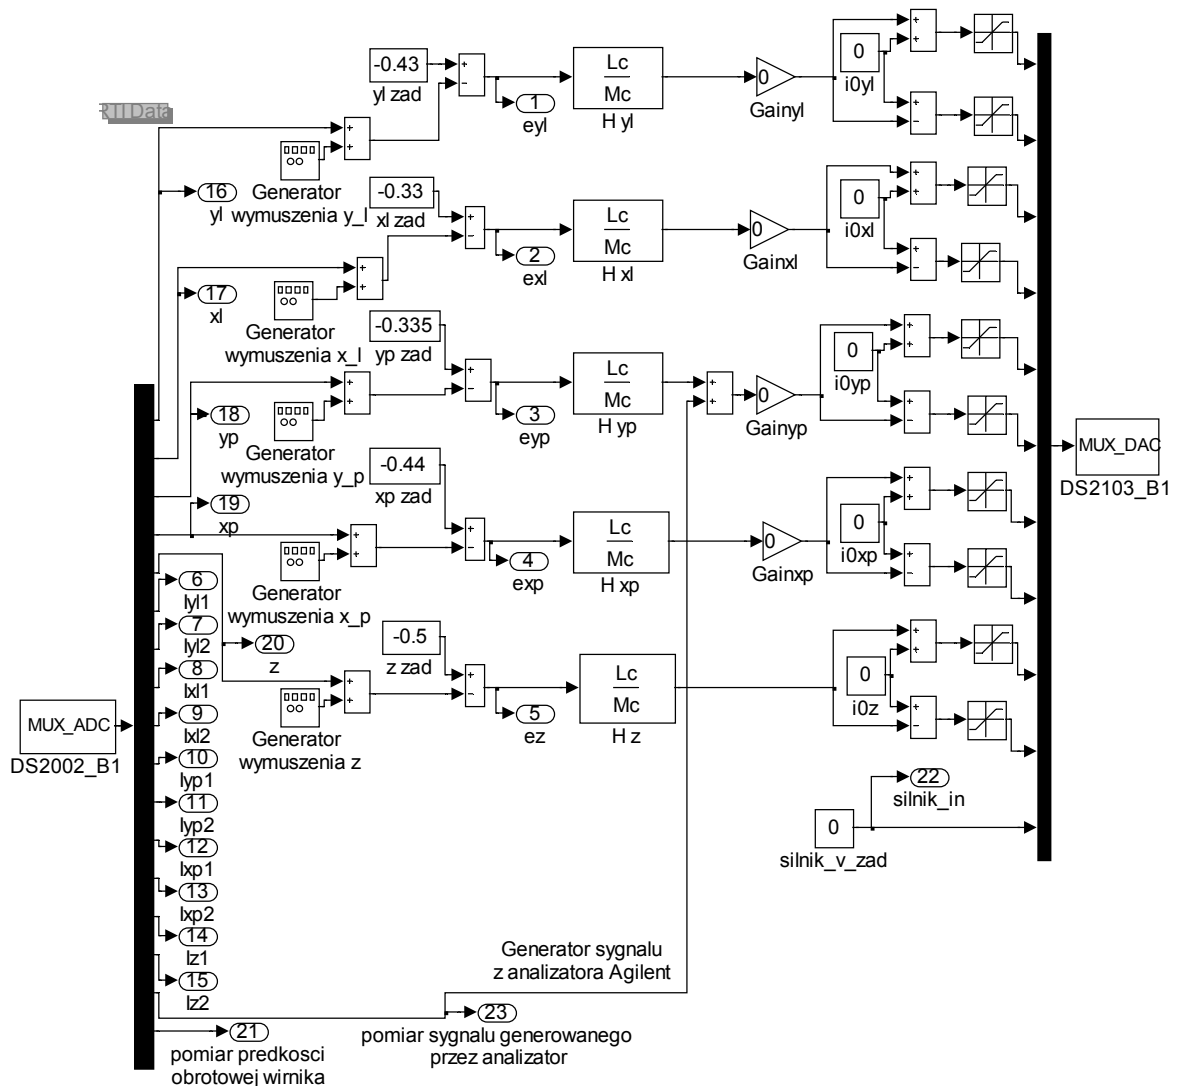 RTI Data
-0.43
yl zad
+
−
1
eyl
Lc
Mc
H yl
0
Gainyl
0
i0yl
+
+
+
−
+
+
Generator
wymuszenia y_l
16
yl
-0.33
xl zad
+
−
2
exl
Lc
Mc
H xl
0
Gainxl
0
i0xl
+
+
+
−
+
+
Generator
wymuszenia x_l
17
xl
-0.335
yp zad
+
−
3
eyp
Lc
Mc
H yp
+
+
0
Gainyp
0
i0yp
+
+
+
−
+
+
Generator
wymuszenia y_p
18
yp
MUX_DAC
DS2103_B1
-0.44
xp zad
+
−
4
exp
Lc
Mc
H xp
0
Gainxp
0
i0xp
+
+
+
−
19
xp
+
+
Generator
wymuszenia x_p
6
Iyl1
7
Iyl2
20
z
-0.5
z zad
+
−
5
ez
Lc
Mc
H z
0
i0z
+
+
+
−
+
+
Generator
wymuszenia z
8
Ixl1
9
Ixl2
MUX_ADC
DS2002_B1
10
Iyp1
11
Iyp2
12
Ixp1
13
Ixp2
14
Iz1
15
Iz2
22
silnik_in
0
silnik_v_zad
Generator sygnalu
z analizatora Agilent
23
pomiar sygnalu generowanego
przez analizator
21
pomiar predkosci
obrotowej wirnika